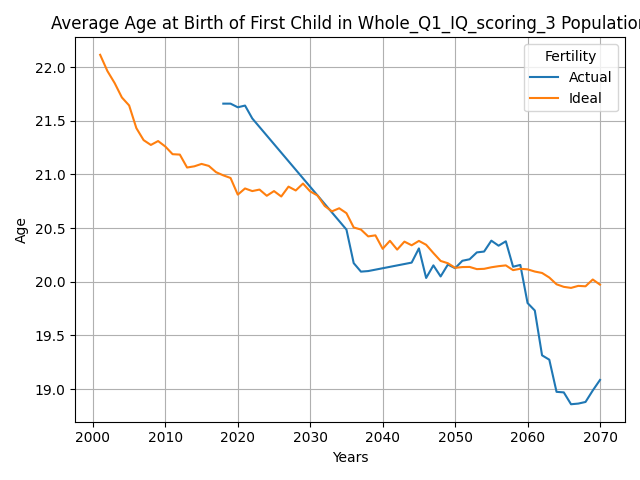 Average Age at Birth of First Child in Whole_Q1_IQ_scoring_3 Population
Fertility
Actual
Ideal
22.0
21.5
21.0
20.5
20.0
19.5
19.0
Age
2000 2010 2020 2030 2040 2050 2060 2070
Years